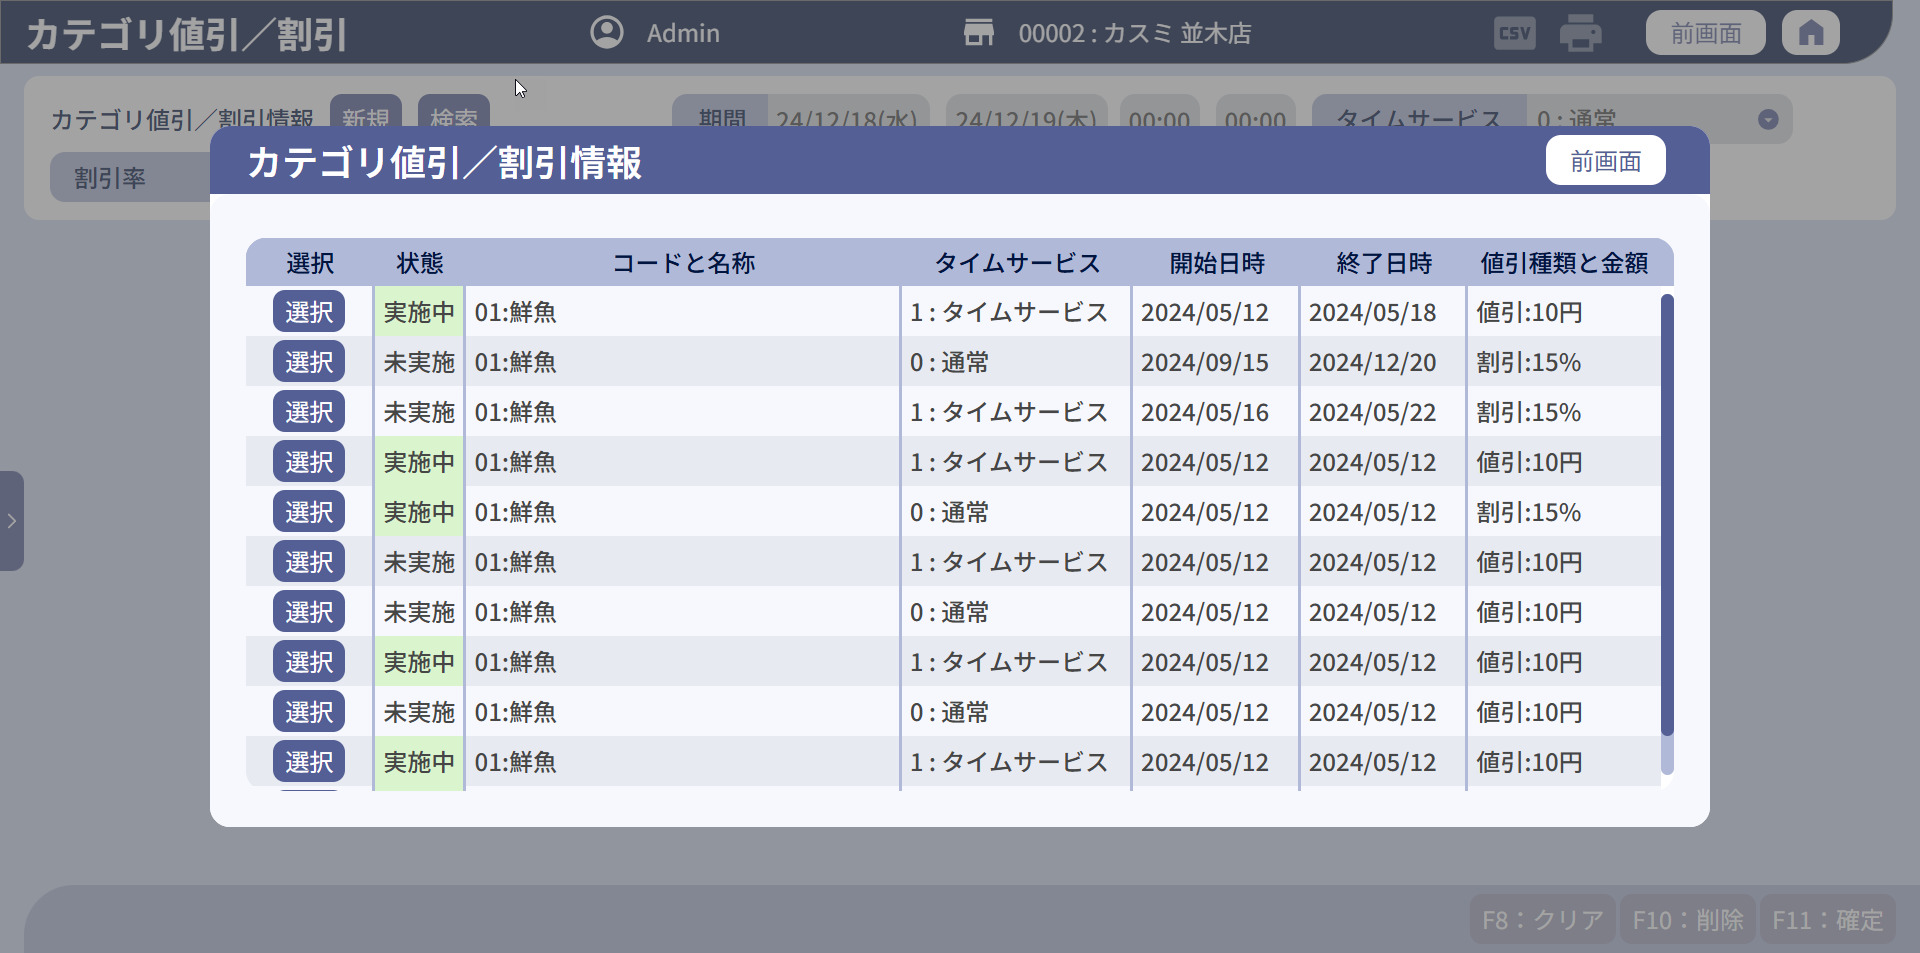 カテゴリ値引／割引 Admin 00002 : カスミ 並木店 CSV 前画面
カテゴリ値引／割引情報 新規 検索 期間 24/12/18(水) 24/12/19(木) 00:00 00:00 タイムサービス 0 : 通常
割引率
カテゴリ値引／割引情報 前画面
選択 状態 コードと名称 タイムサービス 開始日時 終了日時 値引種類と金額
選択 実施中 01:鮮魚 1 : タイムサービス 2024/05/12 2024/05/18 値引:10円
選択 未実施 01:鮮魚 0 : 通常 2024/09/15 2024/12/20 割引:15%
選択 未実施 01:鮮魚 1 : タイムサービス 2024/05/16 2024/05/22 割引:15%
選択 実施中 01:鮮魚 1 : タイムサービス 2024/05/12 2024/05/12 値引:10円
選択 実施中 01:鮮魚 0 : 通常 2024/05/12 2024/05/12 割引:15%
選択 未実施 01:鮮魚 1 : タイムサービス 2024/05/12 2024/05/12 値引:10円
選択 未実施 01:鮮魚 0 : 通常 2024/05/12 2024/05/12 値引:10円
選択 実施中 01:鮮魚 1 : タイムサービス 2024/05/12 2024/05/12 値引:10円
選択 未実施 01:鮮魚 0 : 通常 2024/05/12 2024/05/12 値引:10円
選択 実施中 01:鮮魚 1 : タイムサービス 2024/05/12 2024/05/12 値引:10円
F8：クリア F10：削除 F11：確定